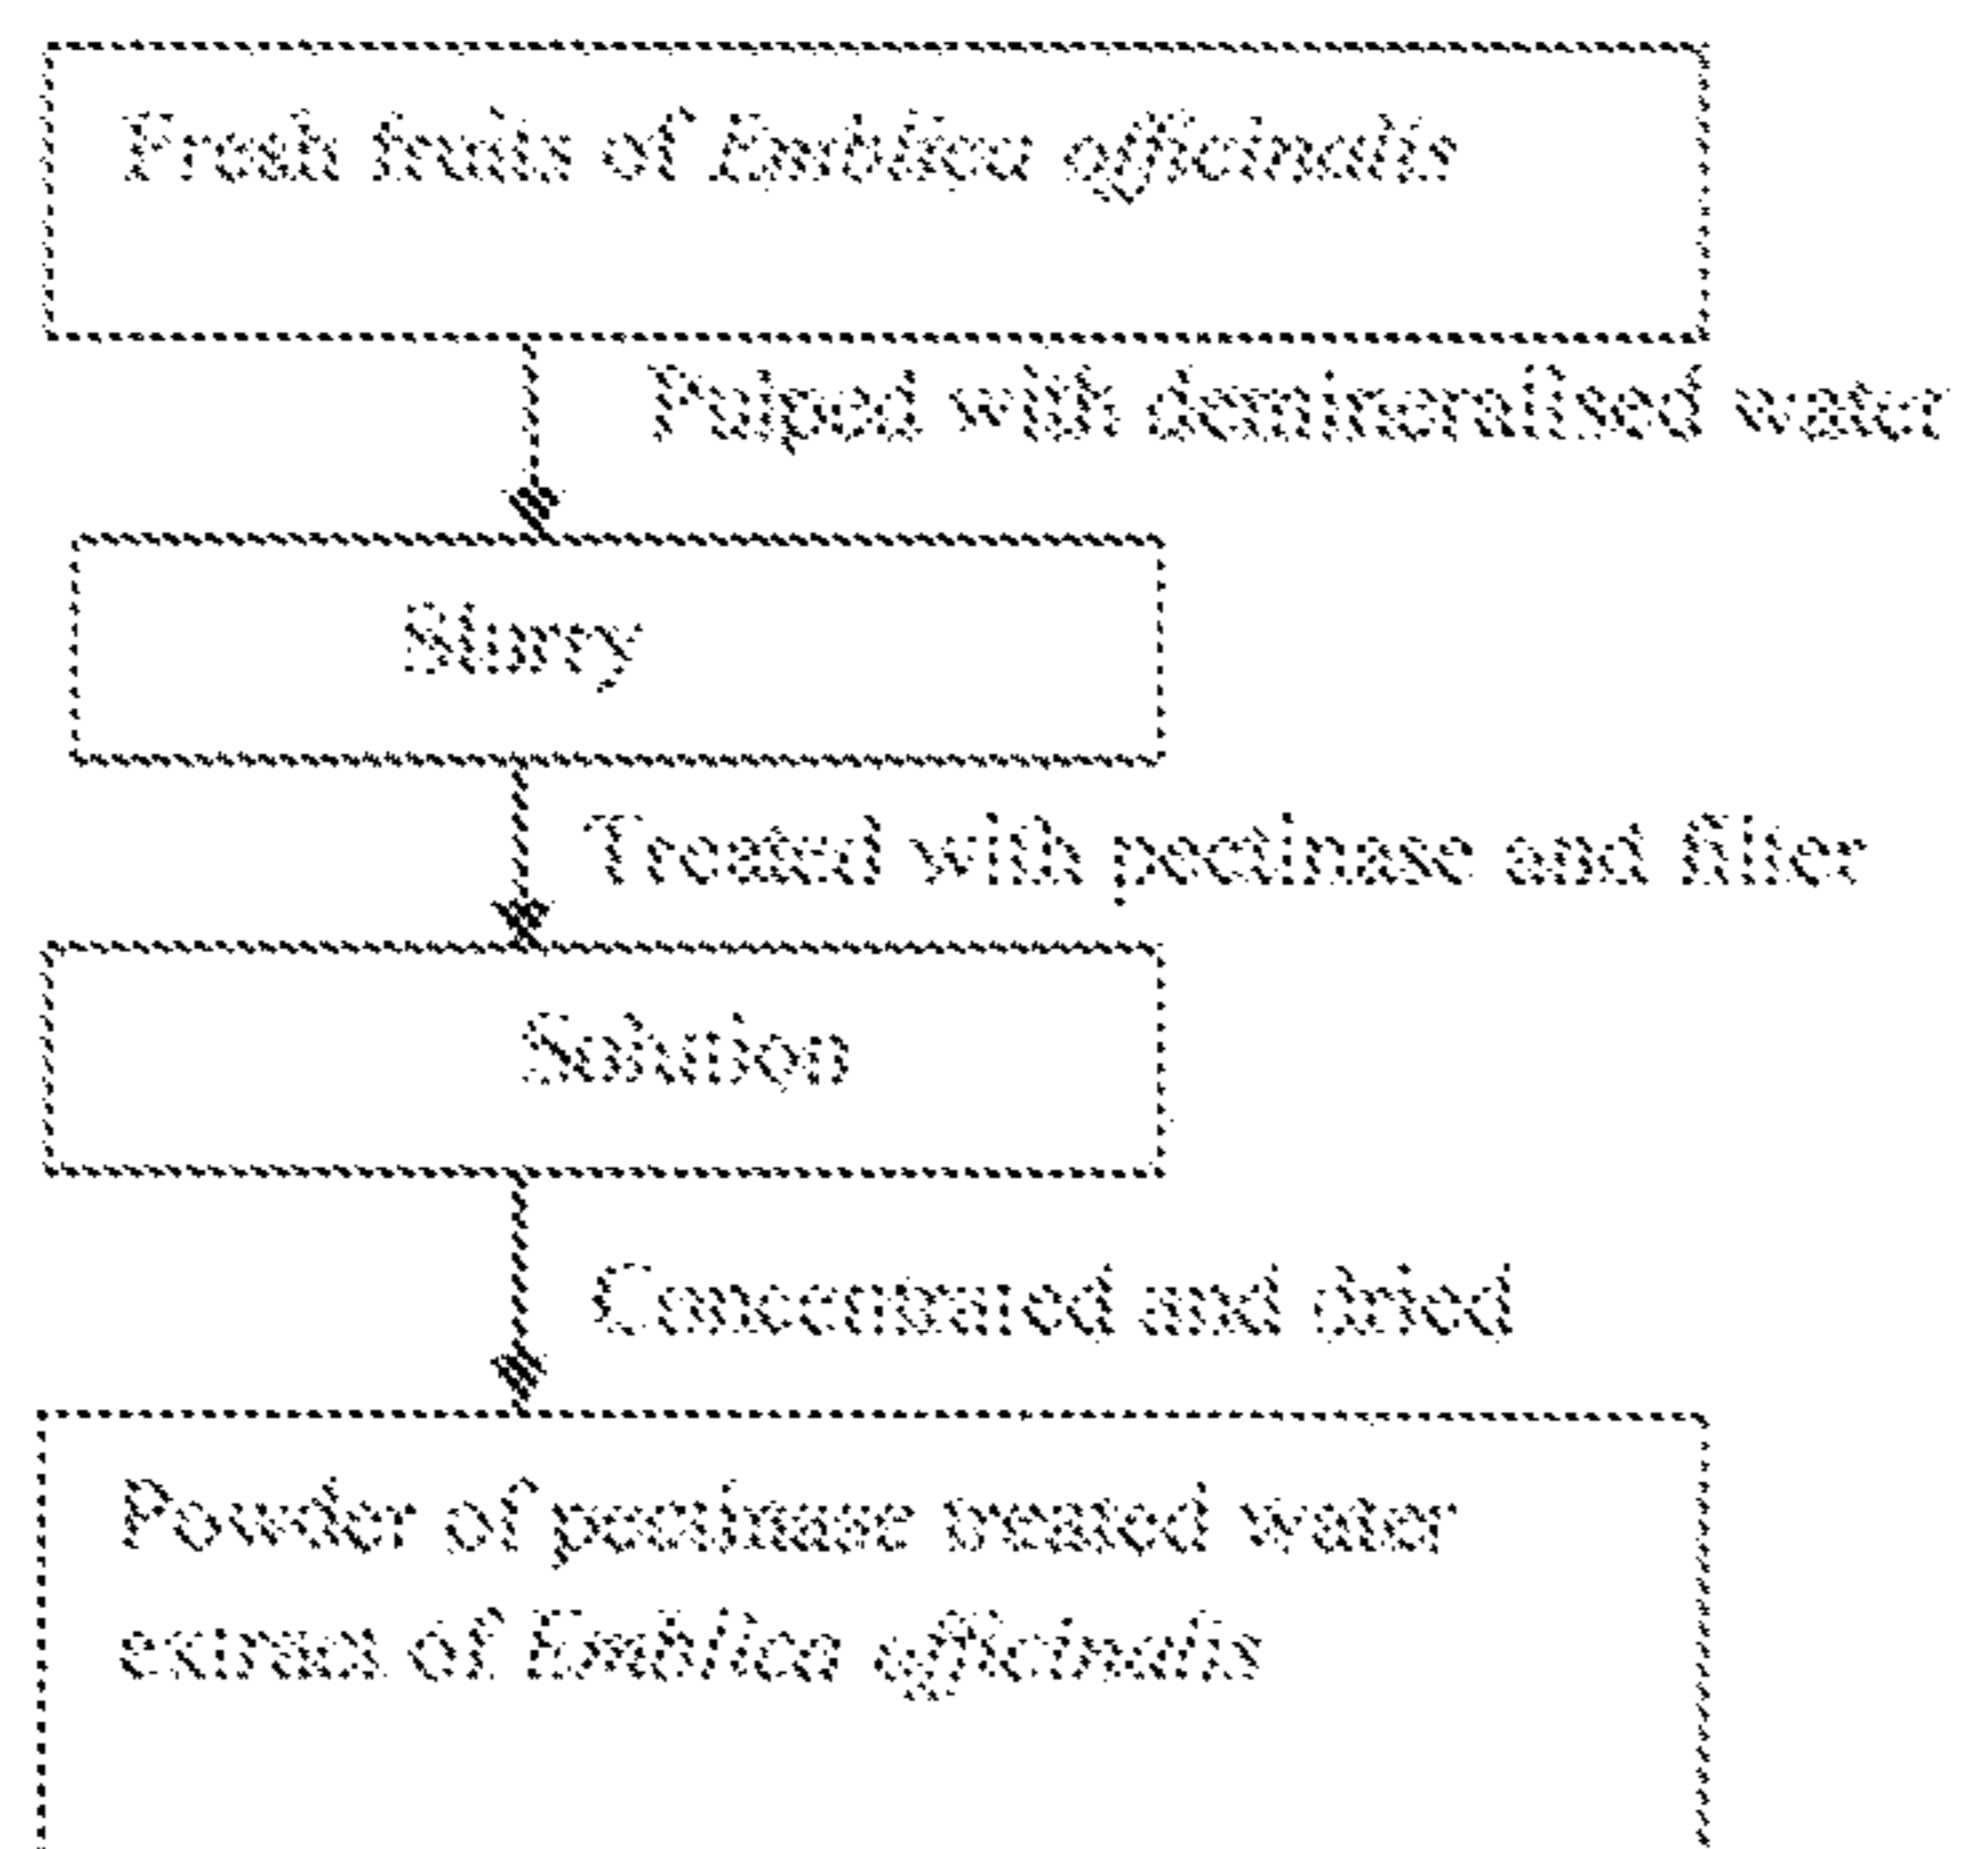 Fresh fruits of Emblica officinalis
Pulped with demineralised water
Slurry
Treated with pectinase and filter
Solution
Concentrated and dried
Powder of pectinase treated water
extract of Emblica officinalis